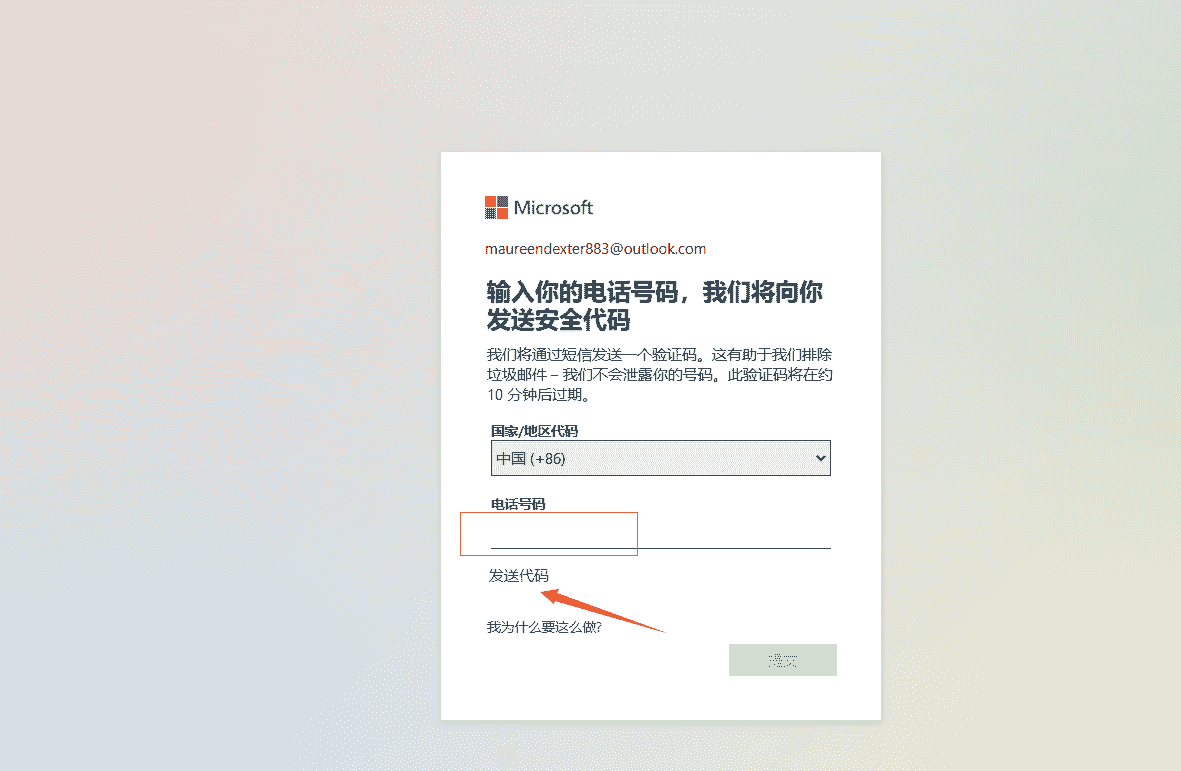 Microsoft
maureendexter883@outlook.com
输入你的电话号码，我们将向你
发送安全代码
我们将通过短信发送一个验证码。这有助于我们排除
垃圾邮件 – 我们不会泄露你的号码。此验证码将在约
10 分钟后过期。
国家/地区代码
中国 (+86)
电话号码
发送代码
我为什么要这么做?